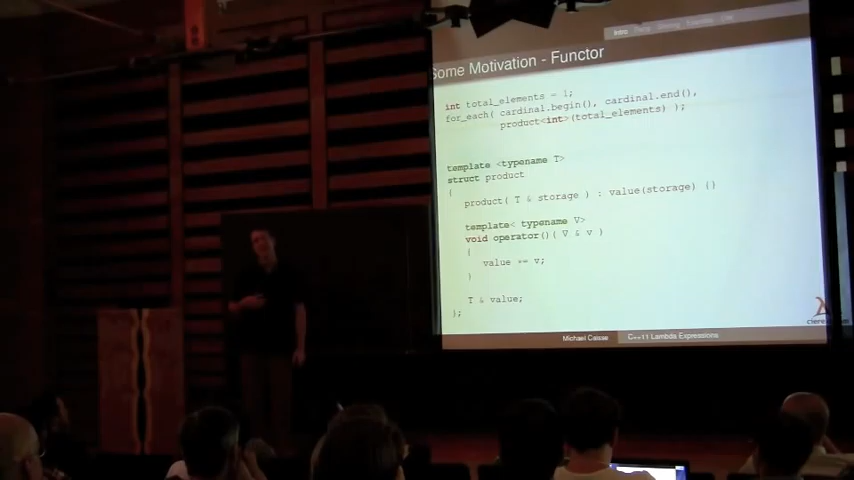 Intro
Some Motivation - Functor
int total_elements = 1;
for_each( cardinal.begin(), cardinal.end(),
product<int>(total_elements) );
template <typename T>
struct product
{
product( T & storage ) : value(storage) {}
template< typename V>
void operator()( V & v )
{
value *= v;
}
T & value;
};
Michael Caisse
C++11 Lambda Expressions